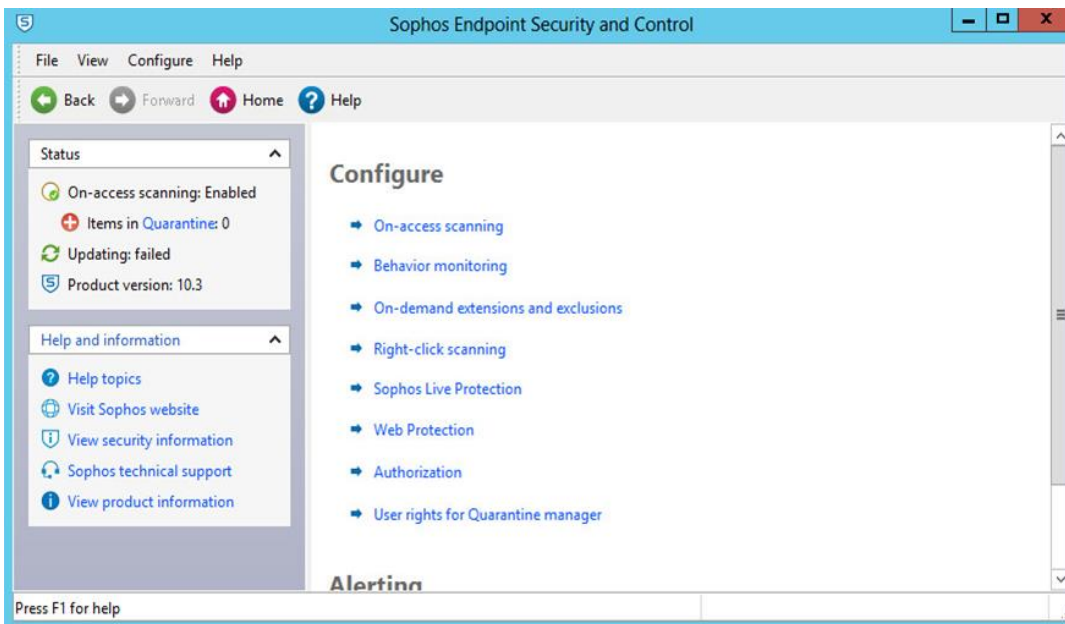 Sophos Endpoint Security and Control
File View Configure Help
Back Forward Home Help
Status
On-access scanning: Enabled
Items in Quarantine: 0
Updating: failed
Product version: 10.3
Help and information
Help topics
Visit Sophos website
View security information
Sophos technical support
View product information
Configure
On-access scanning
Behavior monitoring
On-demand extensions and exclusions
Right-click scanning
Sophos Live Protection
Web Protection
Authorization
User rights for Quarantine manager
Alerting
Press F1 for help